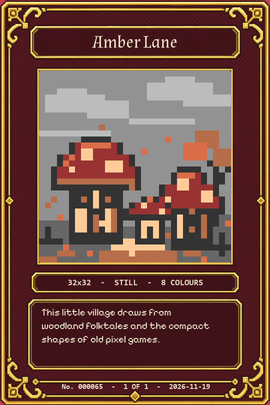 Amber Lane
32x32 - STILL - 8 COLOURS
This little village draws from
woodland folktales and the compact
shapes of old pixel games.
No. 000065 - 1 OF 1 - 2026-11-19